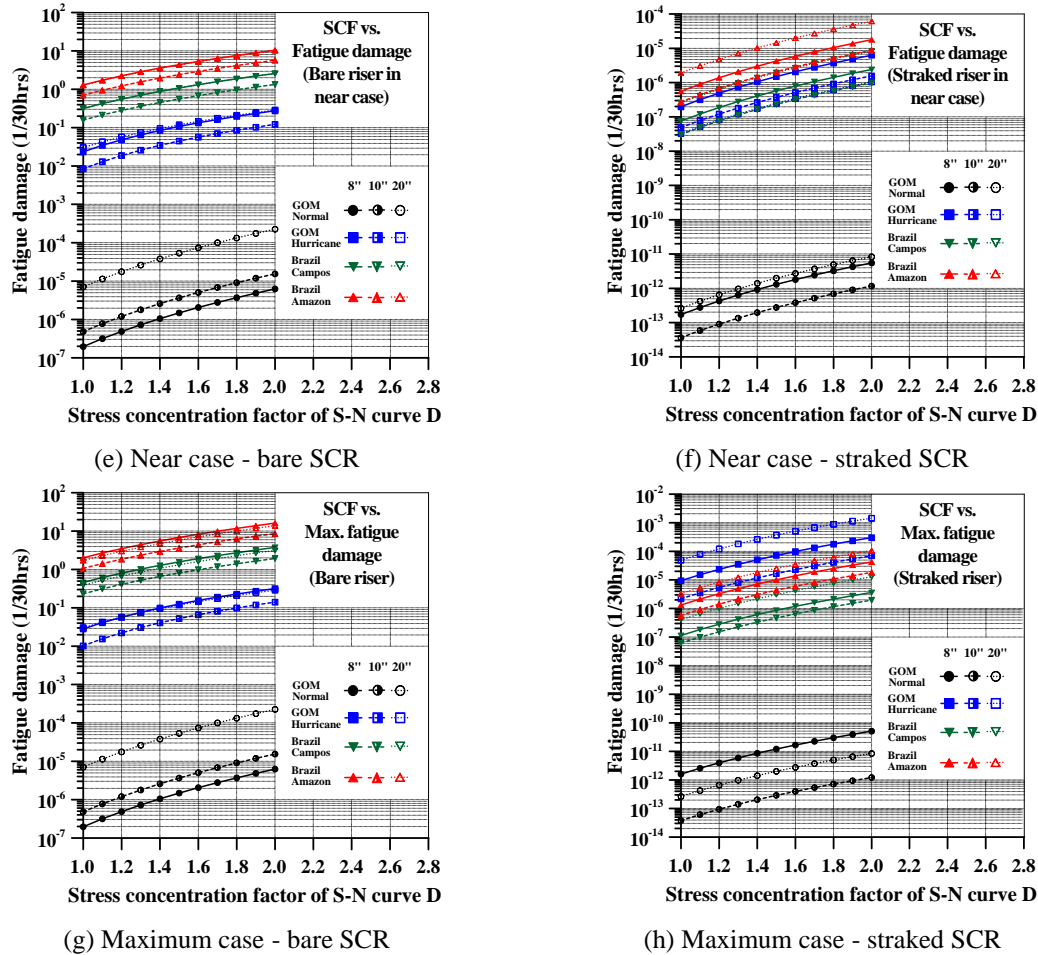 10^2
10^1
10^0
10^-1
10^-2
10^-3
10^-4
10^-5
10^-6
10^-7
Fatigue damage (1/30hrs)
SCF vs.
Fatigue damage
(Bare riser in
near case)
8" 10" 20"
GOM
Normal
GOM
Hurricane
Brazil
Campos
Brazil
Amazon
1.0 1.2 1.4 1.6 1.8 2.0 2.2 2.4 2.6 2.8
Stress concentration factor of S-N curve D
(e) Near case - bare SCR
10^-4
10^-5
10^-6
10^-7
10^-8
10^-9
10^-10
10^-11
10^-12
10^-13
10^-14
Fatigue damage (1/30hrs)
SCF vs.
Fatigue damage
(Straked riser in
near case)
8" 10" 20"
GOM
Normal
GOM
Hurricane
Brazil
Campos
Brazil
Amazon
1.0 1.2 1.4 1.6 1.8 2.0 2.2 2.4 2.6 2.8
Stress concentration factor of S-N curve D
(f) Near case - straked SCR
10^2
10^1
10^0
10^-1
10^-2
10^-3
10^-4
10^-5
10^-6
10^-7
Fatigue damage (1/30hrs)
SCF vs.
Max. fatigue
damage
(Bare riser)
8" 10" 20"
GOM
Normal
GOM
Hurricane
Brazil
Campos
Brazil
Amazon
1.0 1.2 1.4 1.6 1.8 2.0 2.2 2.4 2.6 2.8
Stress concentration factor of S-N curve D
(g) Maximum case - bare SCR
10^-2
10^-3
10^-4
10^-5
10^-6
10^-7
10^-8
10^-9
10^-10
10^-11
10^-12
10^-13
10^-14
Fatigue damage (1/30hrs)
SCF vs.
Max. fatigue
damage
(Straked riser)
8" 10" 20"
GOM
Normal
GOM
Hurricane
Brazil
Campos
Brazil
Amazon
1.0 1.2 1.4 1.6 1.8 2.0 2.2 2.4 2.6 2.8
Stress concentration factor of S-N curve D
(h) Maximum case - straked SCR